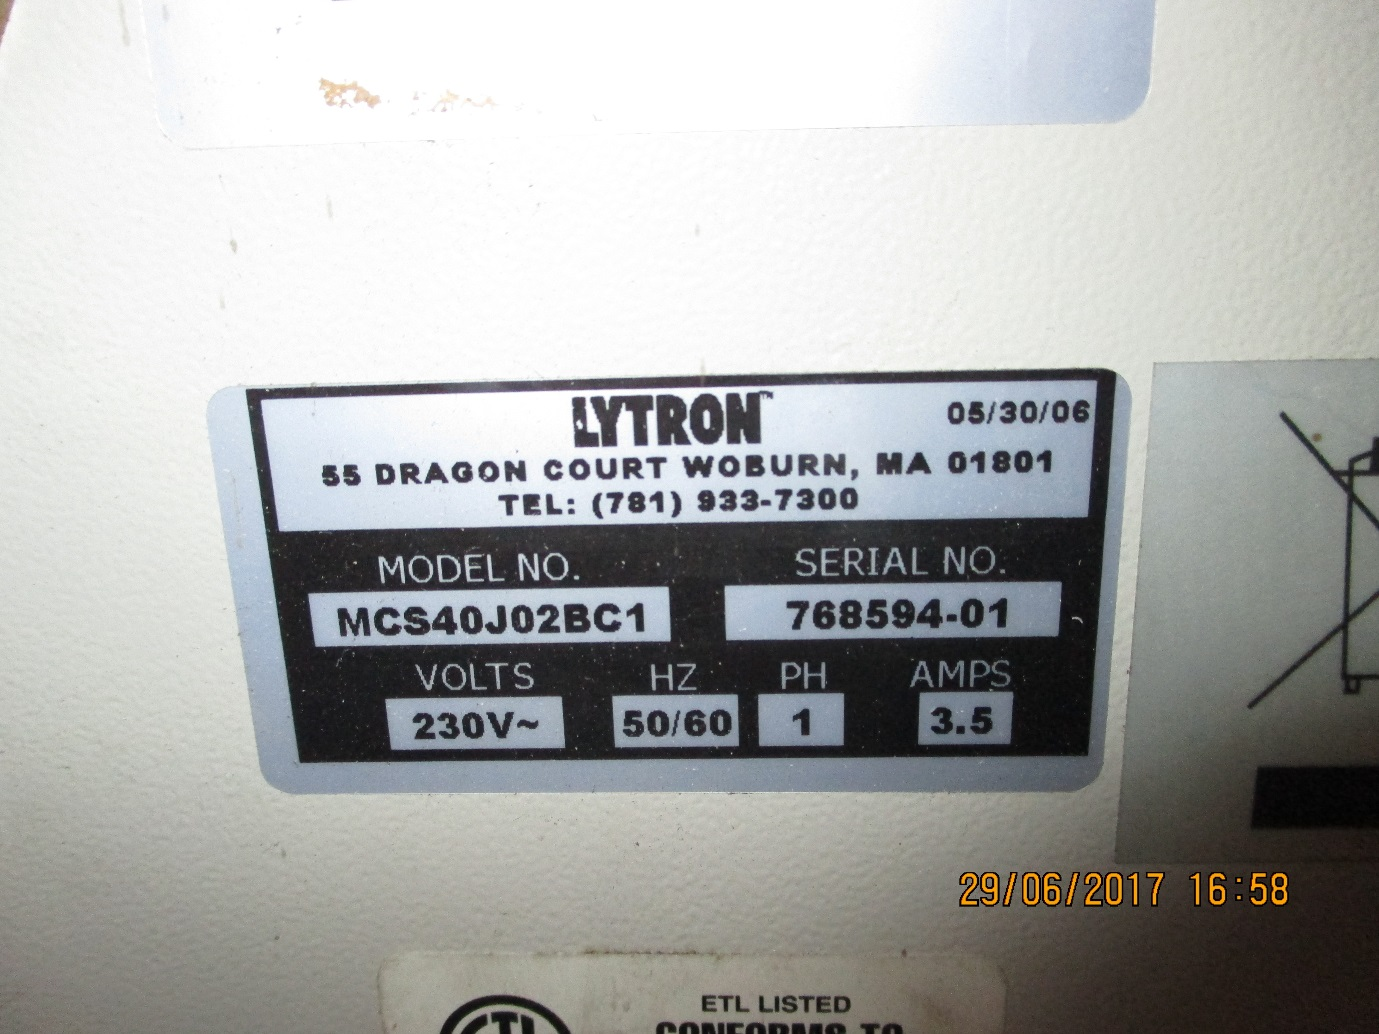 LYTRON™ 05/30/06
55 DRAGON COURT WOBURN, MA 01801
TEL: (781) 933-7300
MODEL NO. SERIAL NO.
MCS40J02BC1 768594-01
VOLTS HZ PH AMPS
230V~ 50/60 1 3.5
29/06/2017 16:58
ETL LISTED
CONFORMS TO